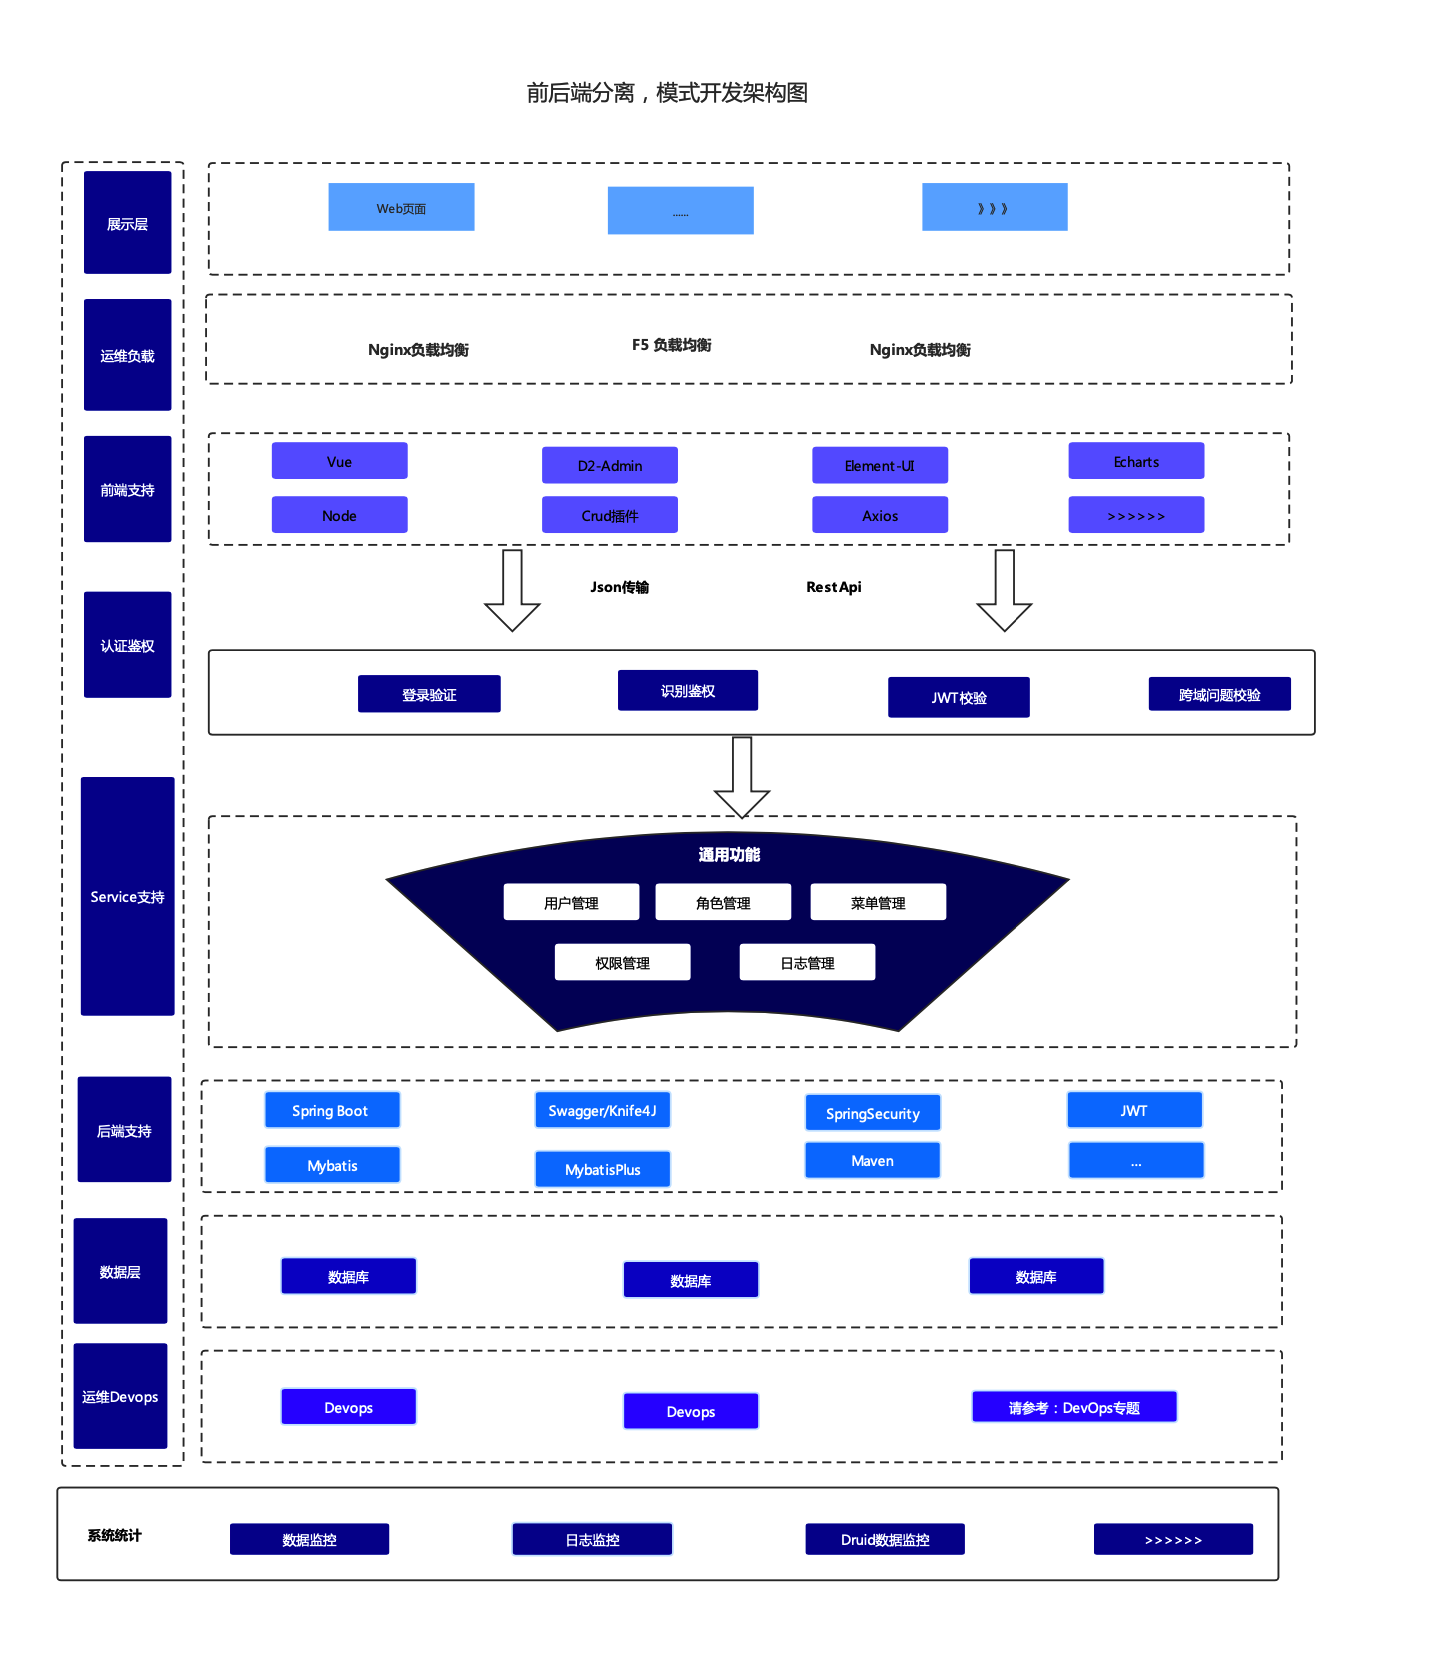 前后端分离，模式开发架构图
展示层
Web页面
......
》》》
运维负载
Nginx负载均衡
F5 负载均衡
Nginx负载均衡
前端支持
Vue
D2-Admin
Element-UI
Echarts
Node
Crud插件
Axios
>>>>>>
Json传输
Rest Api
认证鉴权
登录验证
识别鉴权
JWT校验
跨域问题校验
Service支持
通用功能
用户管理
角色管理
菜单管理
权限管理
日志管理
后端支持
Spring Boot
Swagger/Knife4J
SpringSecurity
JWT
Mybatis
MybatisPlus
Maven
...
数据层
数据库
数据库
数据库
运维Devops
Devops
Devops
请参考：DevOps专题
系统统计
数据监控
日志监控
Druid数据监控
>>>>>>